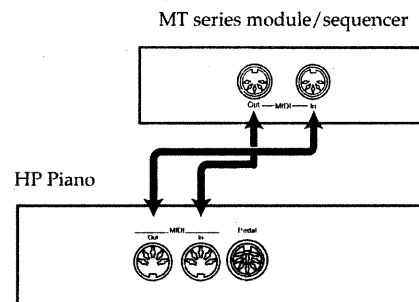 MT series module/sequencer
Out MIDI In
HP Piano
MIDI
Out In Pedal